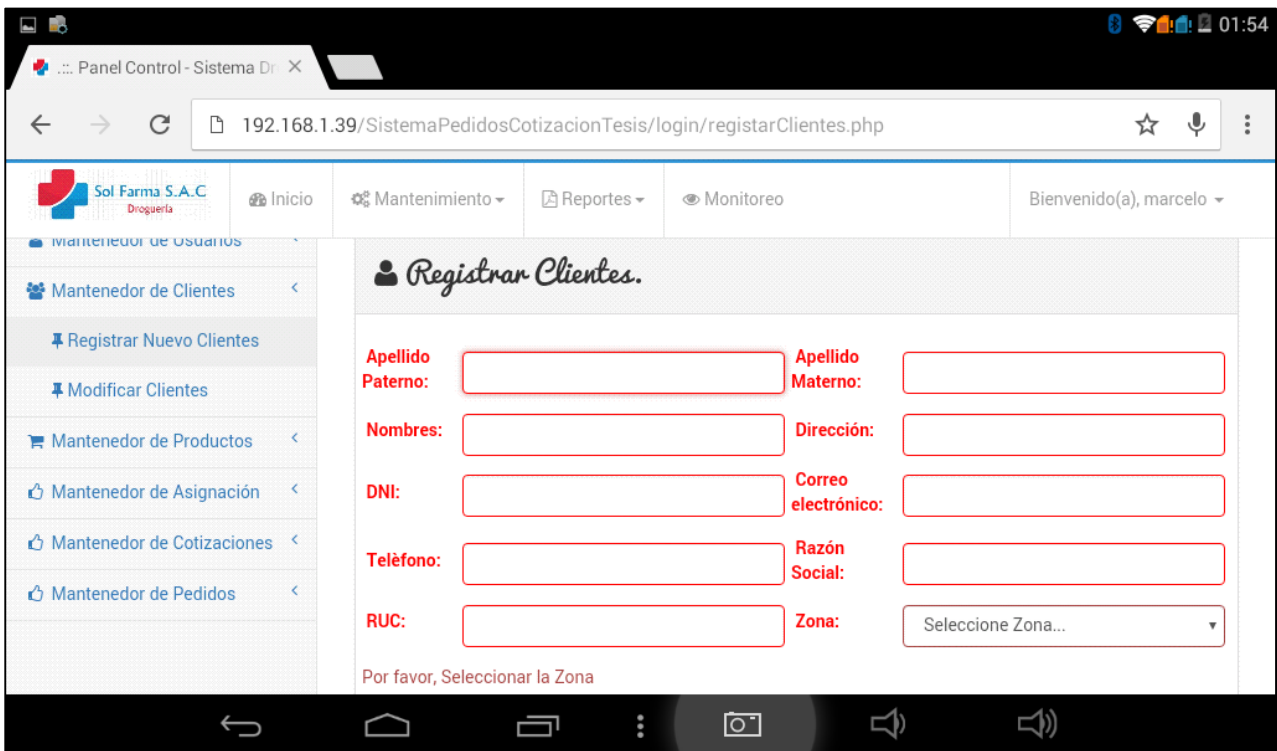 01:54
.::. Panel Control - Sistema Dr
192.168.1.39/SistemaPedidosCotizacionTesis/login/registarClientes.php
Sol Farma S.A.C
Droguería
Inicio
Mantenimiento
Reportes
Monitoreo
Bienvenido(a), marcelo
Mantenedor de Usuarios
Mantenedor de Clientes
Registrar Nuevo Clientes
Modificar Clientes
Mantenedor de Productos
Mantenedor de Asignación
Mantenedor de Cotizaciones
Mantenedor de Pedidos
Registrar Clientes.
Apellido
Paterno:
Apellido
Materno:
Nombres:
Dirección:
DNI:
Correo
electrónico:
Telèfono:
Razón
Social:
RUC:
Zona:
Seleccione Zona...
Por favor, Seleccionar la Zona